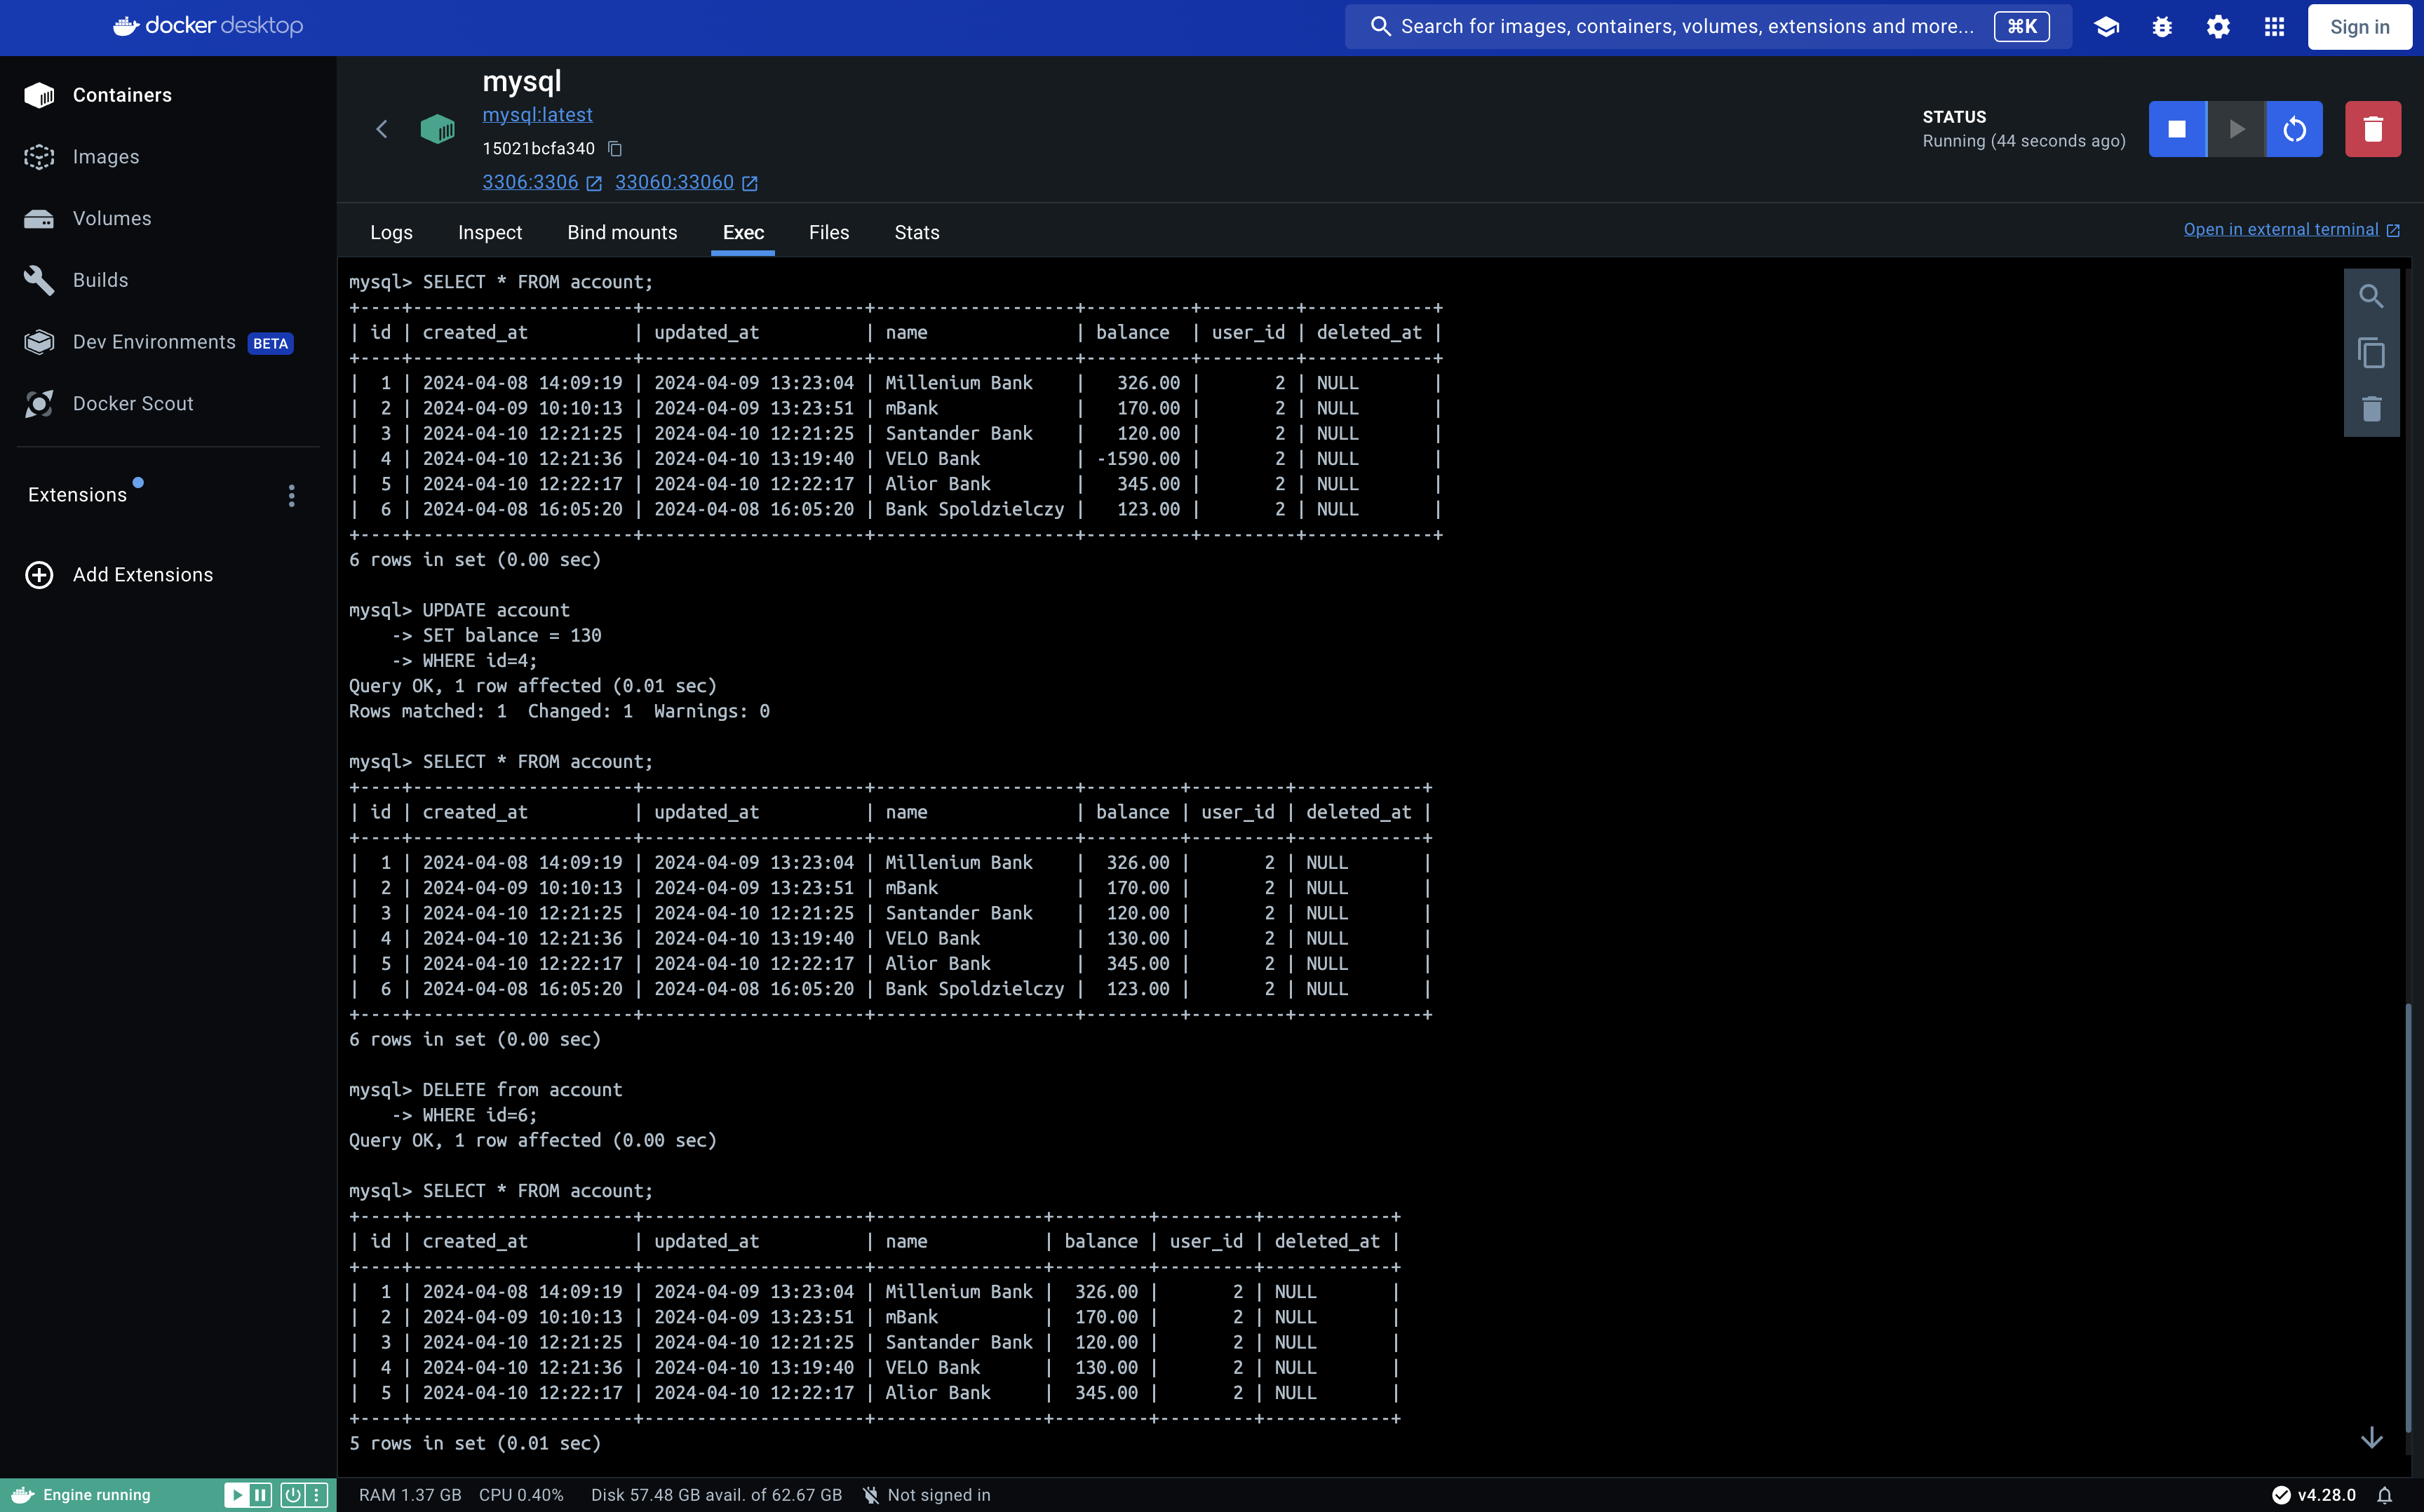 docker desktop
Search for images, containers, volumes, extensions and more...
⌘K
Sign in
Containers
Images
Volumes
Builds
Dev Environments BETA
Docker Scout
Extensions
Add Extensions
mysql
mysql:latest
15021bcfa340
3306:3306 33060:33060
STATUS
Running (44 seconds ago)
Logs Inspect Bind mounts Exec Files Stats
Open in external terminal
mysql> SELECT * FROM account;
+----+---------------------+---------------------+-------------------+----------+---------+------------+
| id | created_at          | updated_at          | name              | balance  | user_id | deleted_at |
+----+---------------------+---------------------+-------------------+----------+---------+------------+
|  1 | 2024-04-08 14:09:19 | 2024-04-09 13:23:04 | Millenium Bank    |   326.00 |       2 | NULL       |
|  2 | 2024-04-09 10:10:13 | 2024-04-09 13:23:51 | mBank             |   170.00 |       2 | NULL       |
|  3 | 2024-04-10 12:21:25 | 2024-04-10 12:21:25 | Santander Bank    |   120.00 |       2 | NULL       |
|  4 | 2024-04-10 12:21:36 | 2024-04-10 13:19:40 | VELO Bank         | -1590.00 |       2 | NULL       |
|  5 | 2024-04-10 12:22:17 | 2024-04-10 12:22:17 | Alior Bank        |   345.00 |       2 | NULL       |
|  6 | 2024-04-08 16:05:20 | 2024-04-08 16:05:20 | Bank Spoldzielczy |   123.00 |       2 | NULL       |
+----+---------------------+---------------------+-------------------+----------+---------+------------+
6 rows in set (0.00 sec)
mysql> UPDATE account
    -> SET balance = 130
    -> WHERE id=4;
Query OK, 1 row affected (0.01 sec)
Rows matched: 1  Changed: 1  Warnings: 0
mysql> SELECT * FROM account;
+----+---------------------+---------------------+-------------------+---------+---------+------------+
| id | created_at          | updated_at          | name              | balance | user_id | deleted_at |
+----+---------------------+---------------------+-------------------+---------+---------+------------+
|  1 | 2024-04-08 14:09:19 | 2024-04-09 13:23:04 | Millenium Bank    |  326.00 |       2 | NULL       |
|  2 | 2024-04-09 10:10:13 | 2024-04-09 13:23:51 | mBank             |  170.00 |       2 | NULL       |
|  3 | 2024-04-10 12:21:25 | 2024-04-10 12:21:25 | Santander Bank    |  120.00 |       2 | NULL       |
|  4 | 2024-04-10 12:21:36 | 2024-04-10 13:19:40 | VELO Bank         |  130.00 |       2 | NULL       |
|  5 | 2024-04-10 12:22:17 | 2024-04-10 12:22:17 | Alior Bank        |  345.00 |       2 | NULL       |
|  6 | 2024-04-08 16:05:20 | 2024-04-08 16:05:20 | Bank Spoldzielczy |  123.00 |       2 | NULL       |
+----+---------------------+---------------------+-------------------+---------+---------+------------+
6 rows in set (0.00 sec)
mysql> DELETE from account
    -> WHERE id=6;
Query OK, 1 row affected (0.00 sec)
mysql> SELECT * FROM account;
+----+---------------------+---------------------+----------------+---------+---------+------------+
| id | created_at          | updated_at          | name           | balance | user_id | deleted_at |
+----+---------------------+---------------------+----------------+---------+---------+------------+
|  1 | 2024-04-08 14:09:19 | 2024-04-09 13:23:04 | Millenium Bank |  326.00 |       2 | NULL       |
|  2 | 2024-04-09 10:10:13 | 2024-04-09 13:23:51 | mBank          |  170.00 |       2 | NULL       |
|  3 | 2024-04-10 12:21:25 | 2024-04-10 12:21:25 | Santander Bank |  120.00 |       2 | NULL       |
|  4 | 2024-04-10 12:21:36 | 2024-04-10 13:19:40 | VELO Bank      |  130.00 |       2 | NULL       |
|  5 | 2024-04-10 12:22:17 | 2024-04-10 12:22:17 | Alior Bank     |  345.00 |       2 | NULL       |
+----+---------------------+---------------------+----------------+---------+---------+------------+
5 rows in set (0.01 sec)
Engine running
RAM 1.37 GB CPU 0.40% Disk 57.48 GB avail. of 62.67 GB Not signed in
v4.28.0